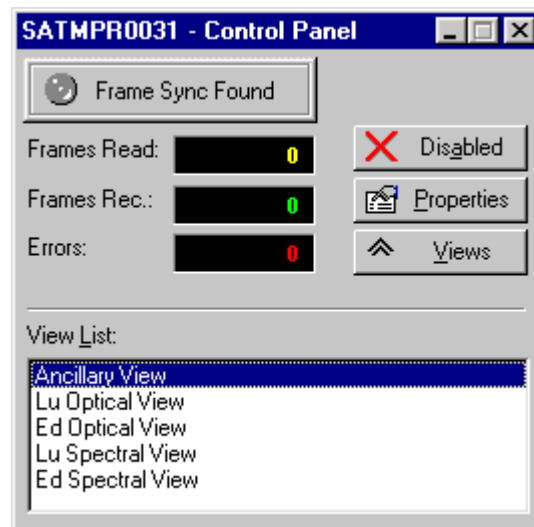 SATMPR0031 - Control Panel
Frame Sync Found
Frames Read: 0
Disabled
Frames Rec.: 0
Properties
Errors: 0
Views
View List:
Ancillary View
Lu Optical View
Ed Optical View
Lu Spectral View
Ed Spectral View